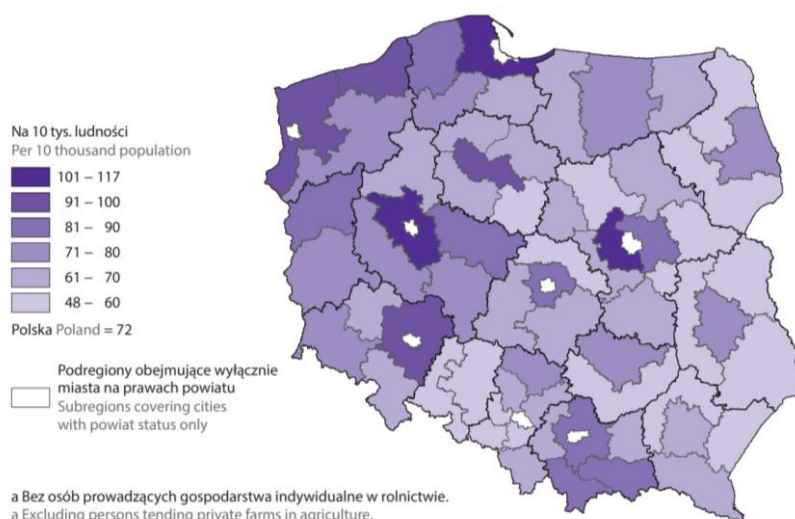 Na 10 tys. ludności
Per 10 thousand population
101 – 117
91 – 100
81 – 90
71 – 80
61 – 70
48 – 60
Polska Poland = 72
Podregiony obejmujące wyłącznie
miasta na prawach powiatu
Subregions covering cities
with powiat status only
a Bez osób prowadzących gospodarstwa indywidualne w rolnictwie.
a Excluding persons tending private farms in agriculture.